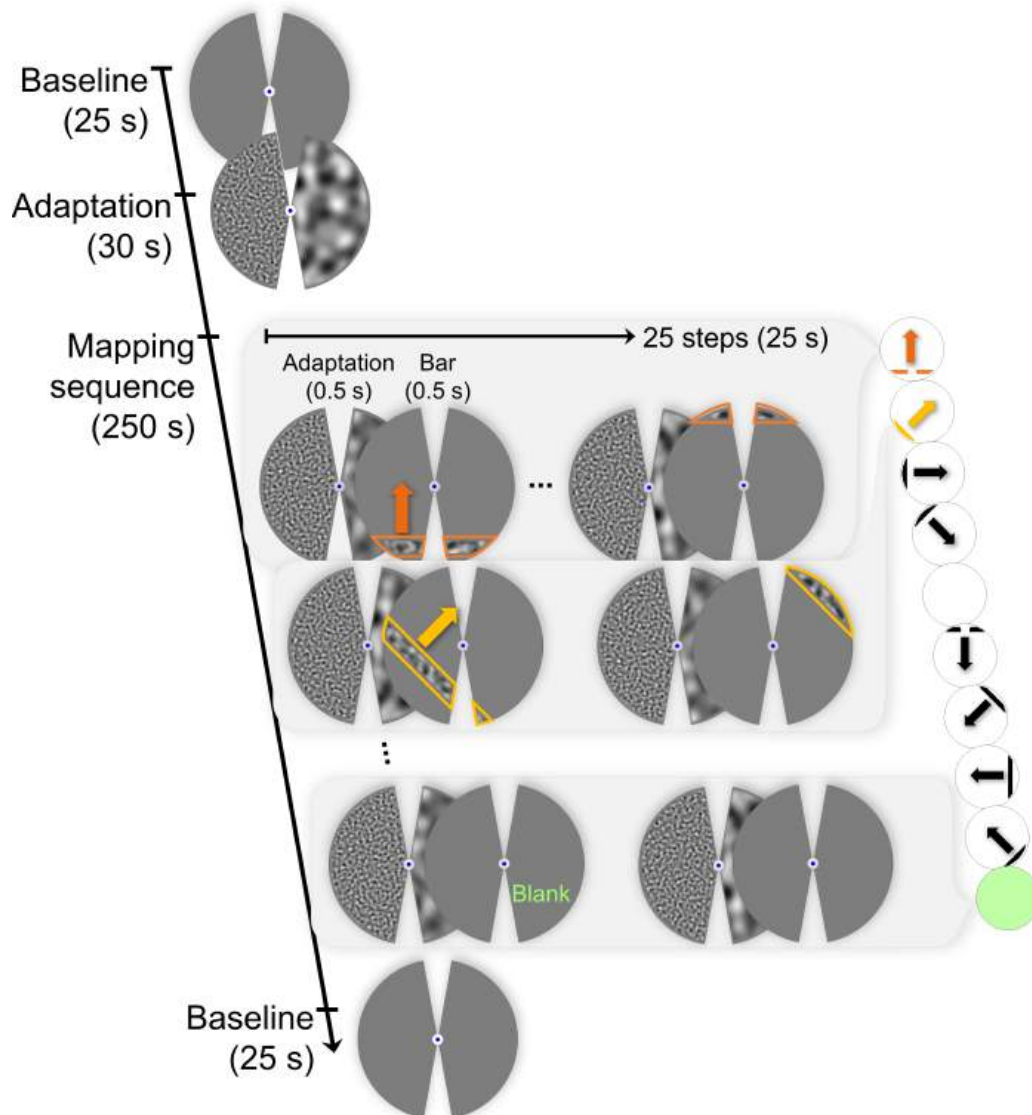 Baseline
(25 s)
Adaptation
(30 s)
Mapping
sequence
(250 s)
25 steps (25 s)
Adaptation
(0.5 s)
Bar
(0.5 s)
...
...
Blank
Baseline
(25 s)